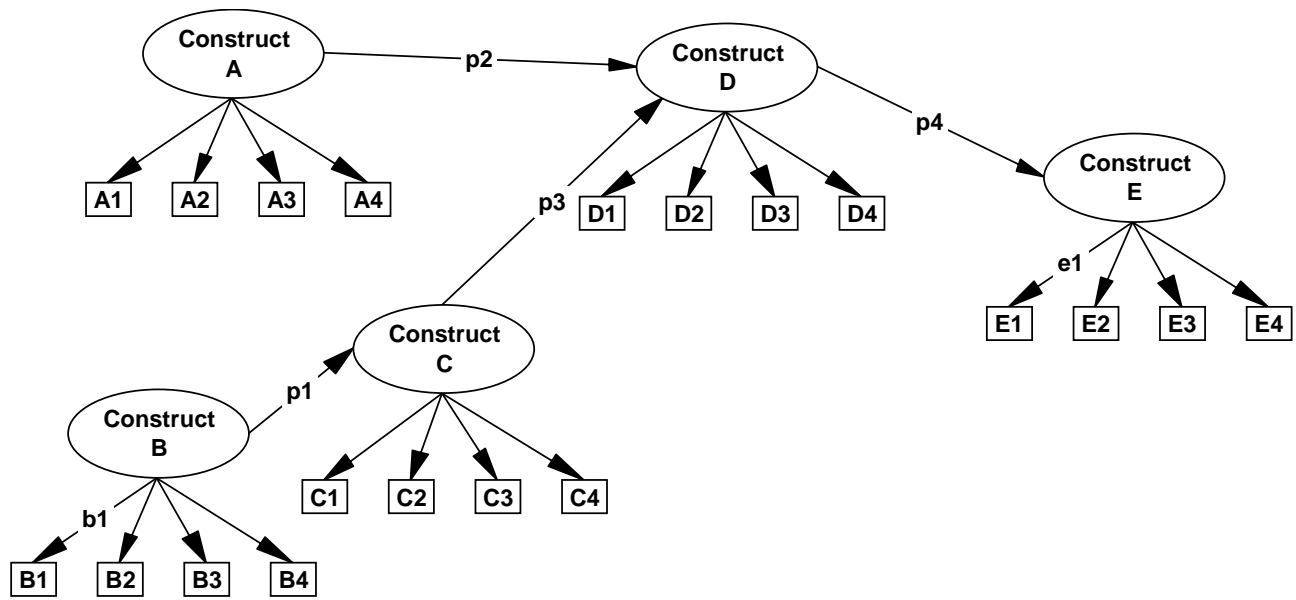 Construct
A
p2
Construct
D
p4
Construct
E
A1 A2 A3 A4
p3
D1 D2 D3 D4
e1
E1 E2 E3 E4
Construct
C
p1
Construct
B
C1 C2 C3 C4
b1
B1 B2 B3 B4